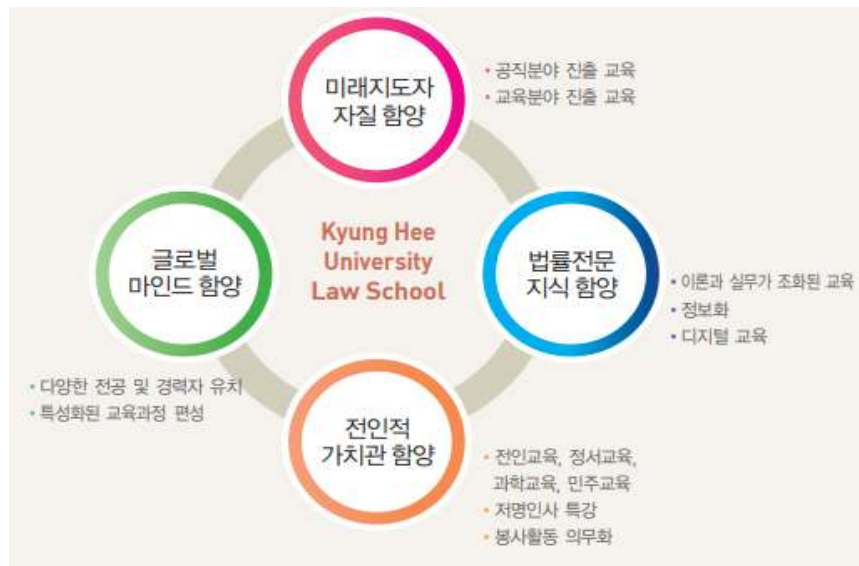 미래지도자
자질 함양
• 공직분야 진출 교육
• 교육분야 진출 교육
글로벌
마인드 함양
Kyung Hee
University
Law School
법률전문
지식 함양
• 이론과 실무가 조화된 교육
• 정보화
• 디지털 교육
• 다양한 전공 및 경력자 유치
• 특성화된 교육과정 편성
전인적
가치관 함양
• 전인교육, 정서교육,
과학교육, 민주교육
• 저명인사 특강
• 봉사활동 의무화